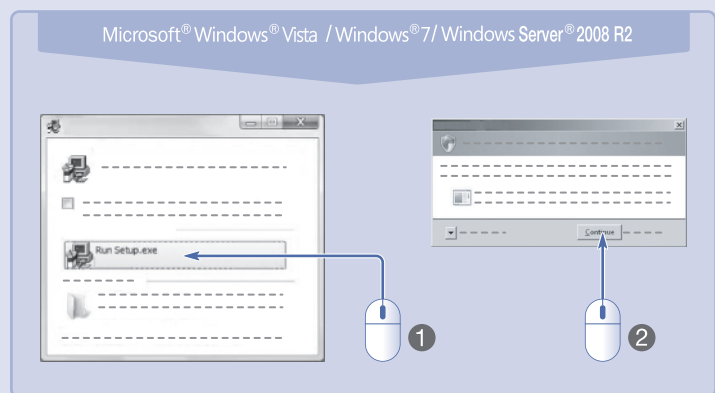 Microsoft® Windows® Vista / Windows®7/ Windows Server® 2008 R2
Run Setup.exe
Continue
1
2